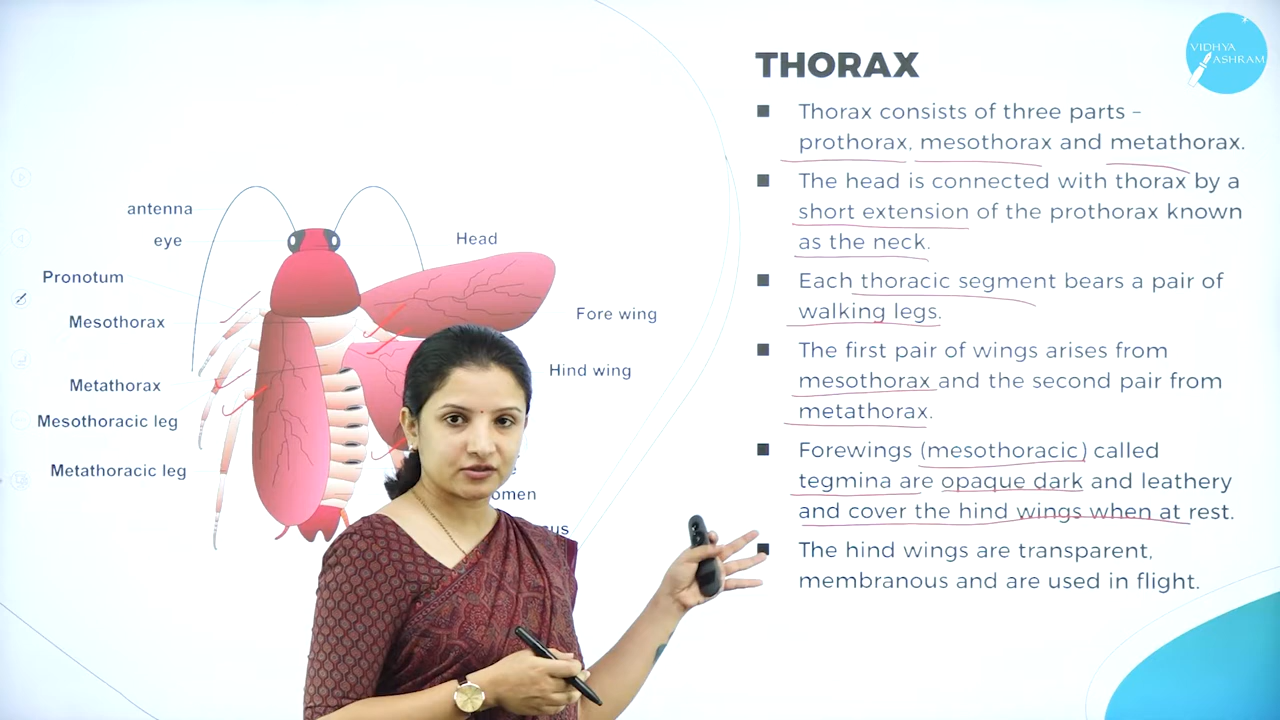 VIDHYA
ASHRAM
THORAX
Thorax consists of three parts –
prothorax, mesothorax and metathorax.
The head is connected with thorax by a
short extension of the prothorax known
as the neck.
Each thoracic segment bears a pair of
walking legs.
The first pair of wings arises from
mesothorax and the second pair from
metathorax.
Forewings (mesothoracic) called
tegmina are opaque dark and leathery
and cover the hind wings when at rest.
The hind wings are transparent,
membranous and are used in flight.
antenna
eye
Head
Pronotum
Fore wing
Mesothorax
Hind wing
Metathorax
Mesothoracic leg
Metathoracic leg